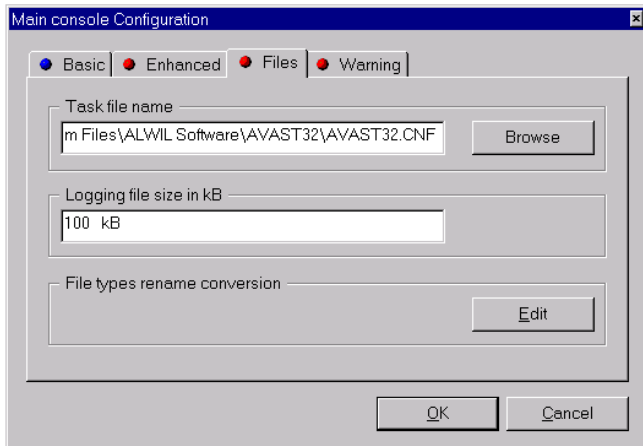 Main console Configuration
Basic Enhanced Files Warning
Task file name
m Files\ALWIL Software\AVAST32\AVAST32.CNF
Browse
Logging file size in kB
100 kB
File types rename conversion
Edit
OK Cancel